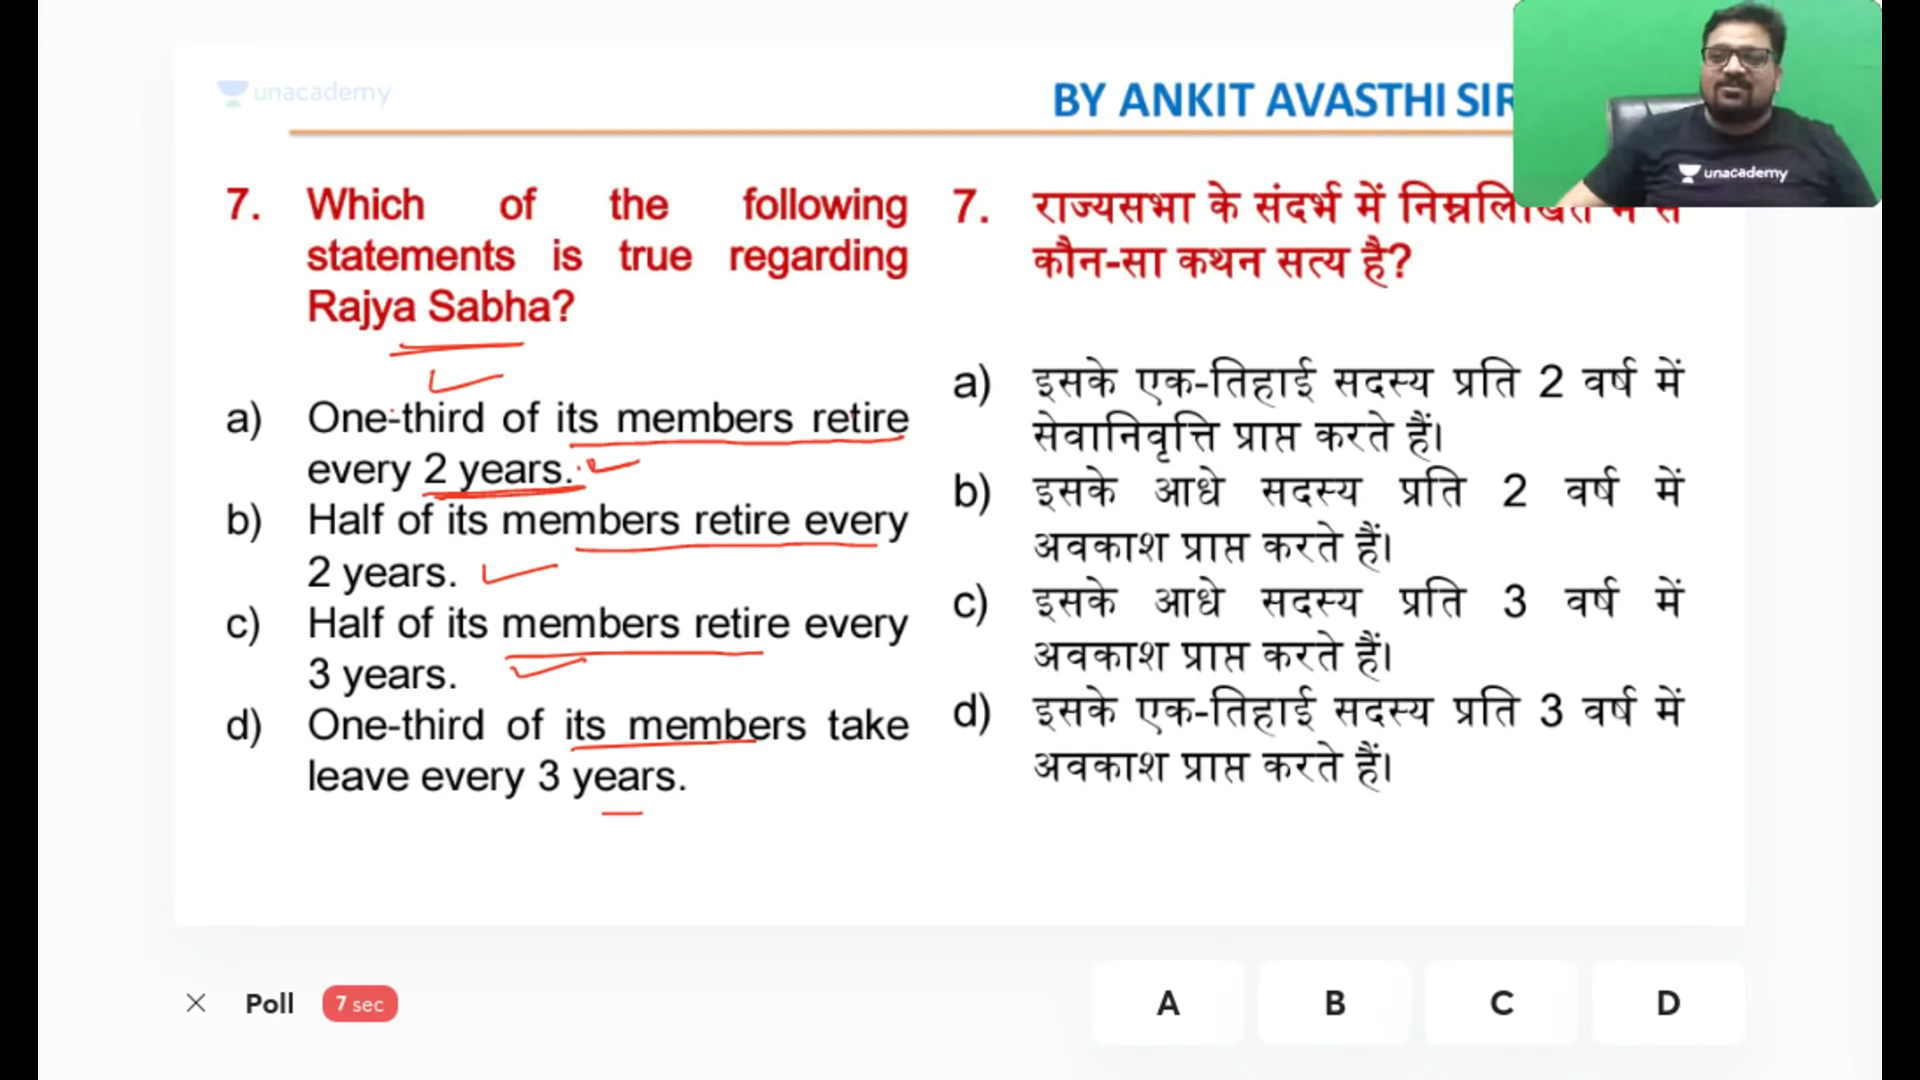 unacademy
BY ANKIT AVASTHI SIR
unacademy
7. Which of the following
statements is true regarding
Rajya Sabha?
a) One-third of its members retire
every 2 years.
b) Half of its members retire every
2 years.
c) Half of its members retire every
3 years.
d) One-third of its members take
leave every 3 years.
7. राज्यसभा के संदर्भ में निम्नलिखित में से
कौन-सा कथन सत्य है?
a) इसके एक-तिहाई सदस्य प्रति 2 वर्ष में
सेवानिवृत्ति प्राप्त करते हैं।
b) इसके आधे सदस्य प्रति 2 वर्ष में
अवकाश प्राप्त करते हैं।
c) इसके आधे सदस्य प्रति 3 वर्ष में
अवकाश प्राप्त करते हैं।
d) इसके एक-तिहाई सदस्य प्रति 3 वर्ष में
अवकाश प्राप्त करते हैं।
Poll 7 sec A B C D